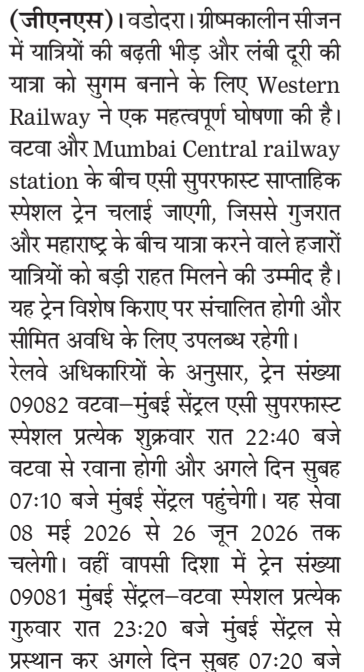 (जीएनएस)। वडोदरा। ग्रीष्मकालीन सीजन
में यात्रियों की बढ़ती भीड़ और लंबी दूरी की
यात्रा को सुगम बनाने के लिए Western
Railway ने एक महत्वपूर्ण घोषणा की है।
वटवा और Mumbai Central railway
station के बीच एसी सुपरफास्ट साप्ताहिक
स्पेशल ट्रेन चलाई जाएगी, जिससे गुजरात
और महाराष्ट्र के बीच यात्रा करने वाले हजारों
यात्रियों को बड़ी राहत मिलने की उम्मीद है।
यह ट्रेन विशेष किराए पर संचालित होगी और
सीमित अवधि के लिए उपलब्ध रहेगी।
रेलवे अधिकारियों के अनुसार, ट्रेन संख्या
09082 वटवा–मुंबई सेंट्रल एसी सुपरफास्ट
स्पेशल प्रत्येक शुक्रवार रात 22:40 बजे
वटवा से रवाना होगी और अगले दिन सुबह
07:10 बजे मुंबई सेंट्रल पहुंचेगी। यह सेवा
08 मई 2026 से 26 जून 2026 तक
चलेगी। वहीं वापसी दिशा में ट्रेन संख्या
09081 मुंबई सेंट्रल–वटवा स्पेशल प्रत्येक
गुरुवार रात 23:20 बजे मुंबई सेंट्रल से
प्रस्थान कर अगले दिन सुबह 07:20 बजे